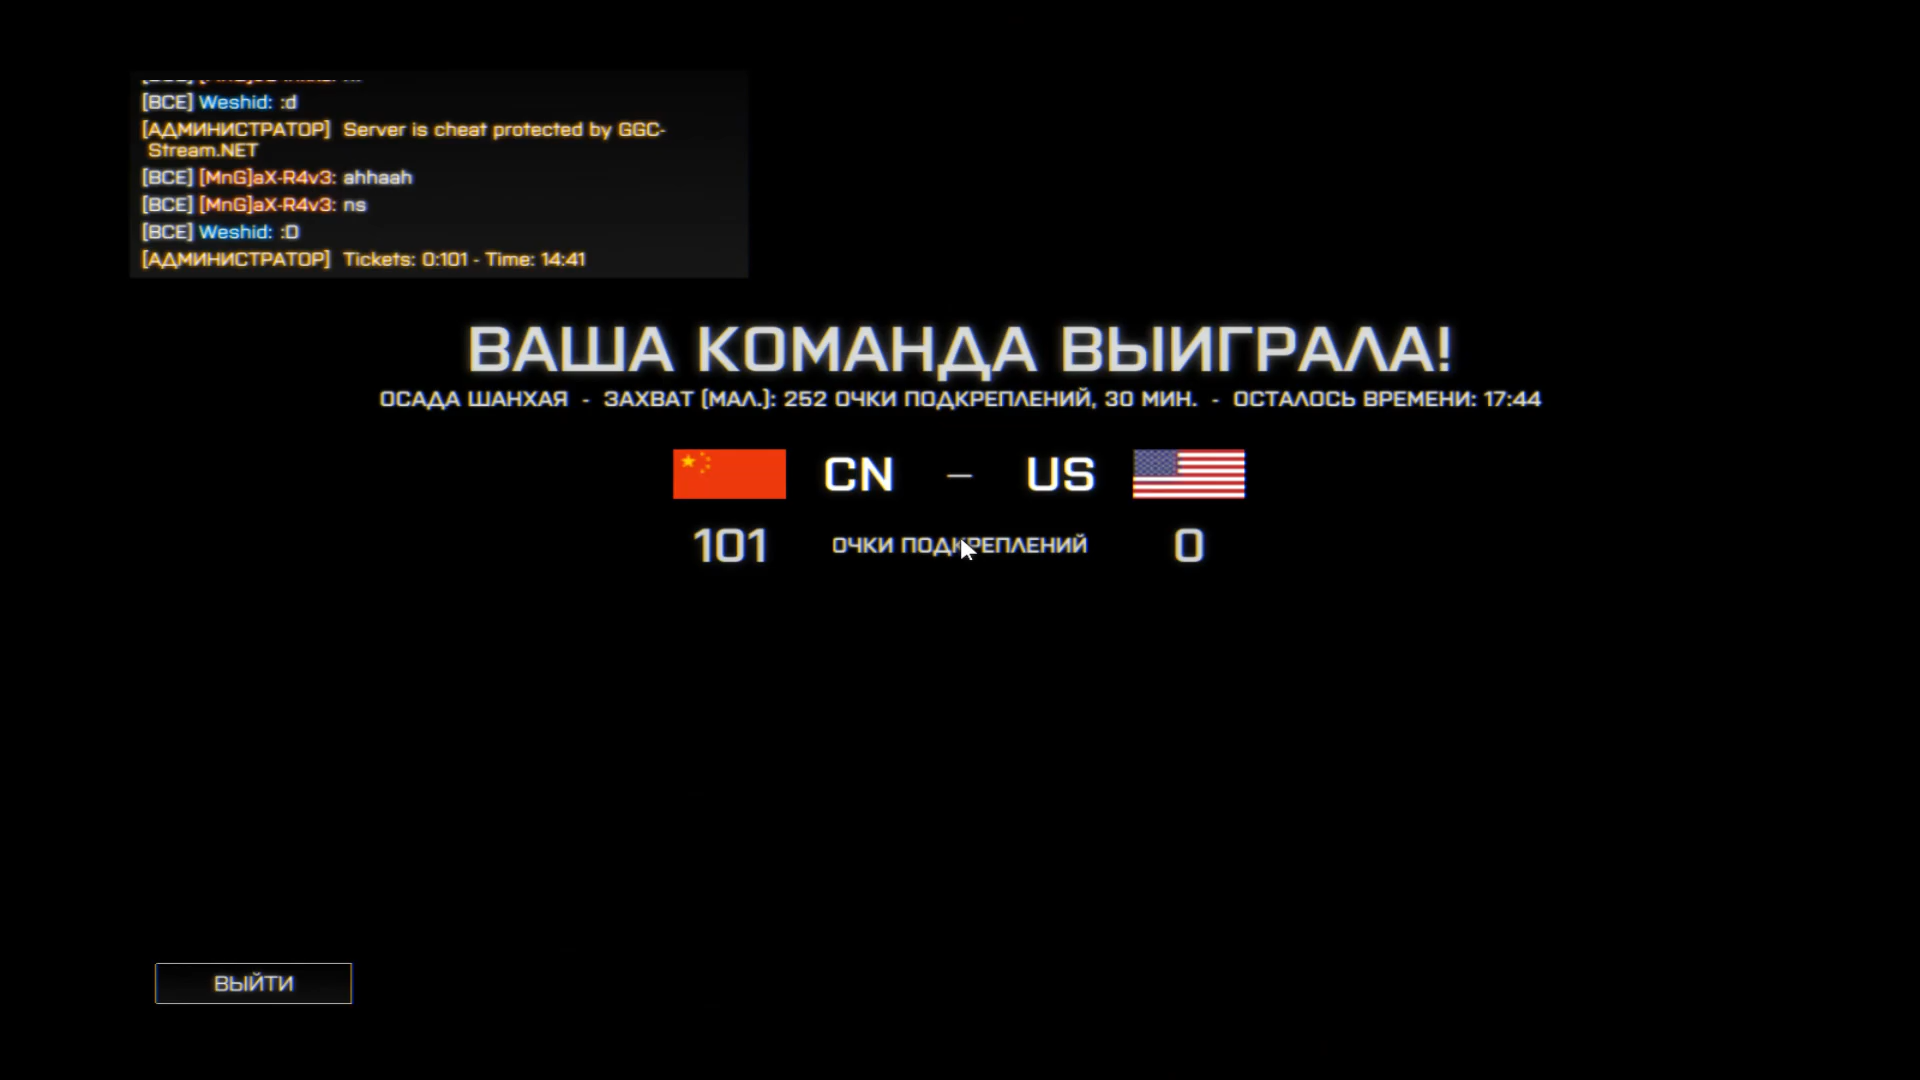 [ВСЕ] Weshid: :d
[АДМИНИСТРАТОР] Server is cheat protected by GGC-
Stream.NET
[ВСЕ] [MnG]aX-R4v3: ahhaah
[ВСЕ] [MnG]aX-R4v3: ns
[ВСЕ] Weshid: :D
[АДМИНИСТРАТОР] Tickets: 0:101 - Time: 14:41
ВАША КОМАНДА ВЫИГРАЛА!
ОСАДА ШАНХАЯ - ЗАХВАТ (МАЛ.): 252 ОЧКИ ПОДКРЕПЛЕНИЙ, 30 МИН. - ОСТАЛОСЬ ВРЕМЕНИ: 17:44
CN — US
101 ОЧКИ ПОДКРЕПЛЕНИЙ 0
ВЫЙТИ